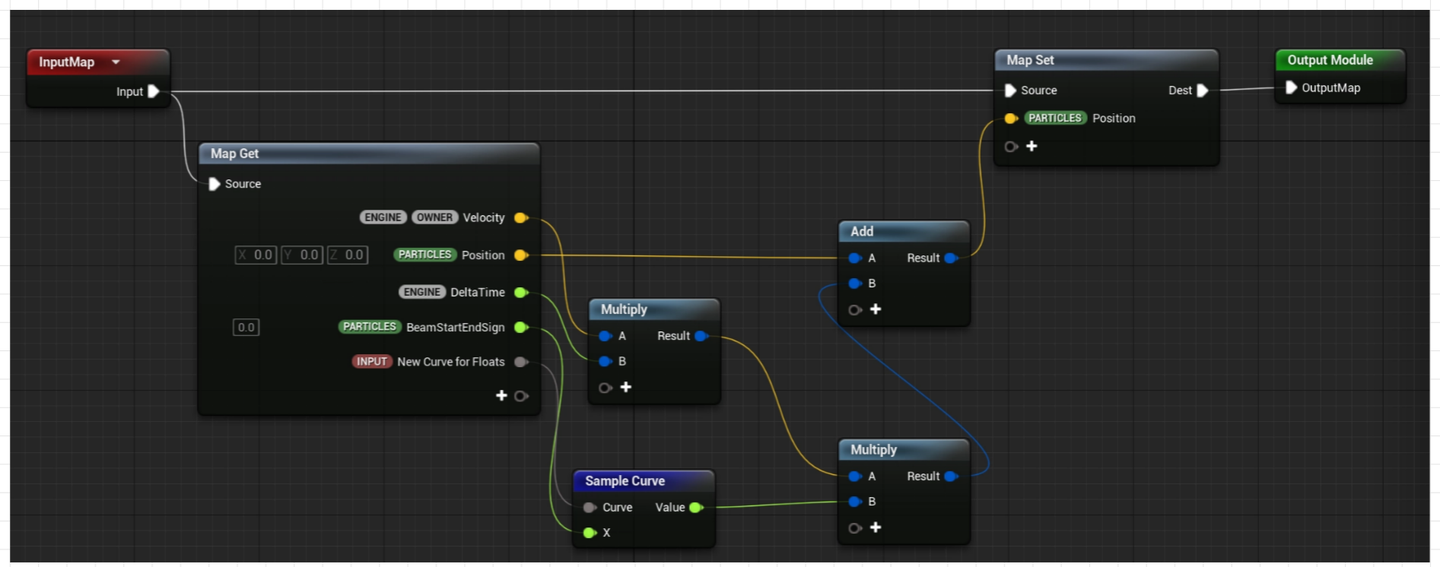 InputMap
Input
Map Get
Source
ENGINE OWNER Velocity
X 0.0 Y 0.0 Z 0.0 PARTICLES Position
ENGINE DeltaTime
0.0 PARTICLES BeamStartEndSign
INPUT New Curve for Floats
Multiply
A Result
B
Sample Curve
Curve Value
X
Add
A Result
B
Multiply
A Result
B
Map Set
Source Dest
PARTICLES Position
Output Module
OutputMap